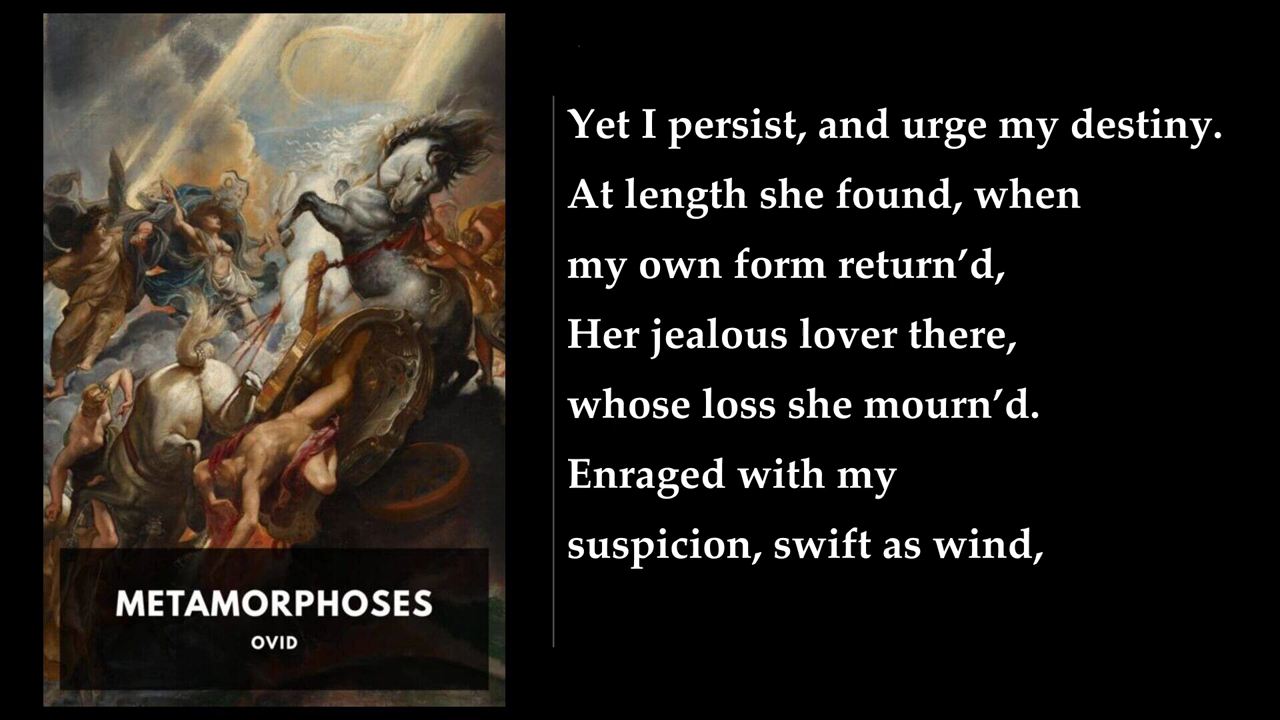 METAMORPHOSES
OVID
Yet I persist, and urge my destiny.
At length she found, when
my own form return’d,
Her jealous lover there,
whose loss she mourn’d.
Enraged with my
suspicion, swift as wind,